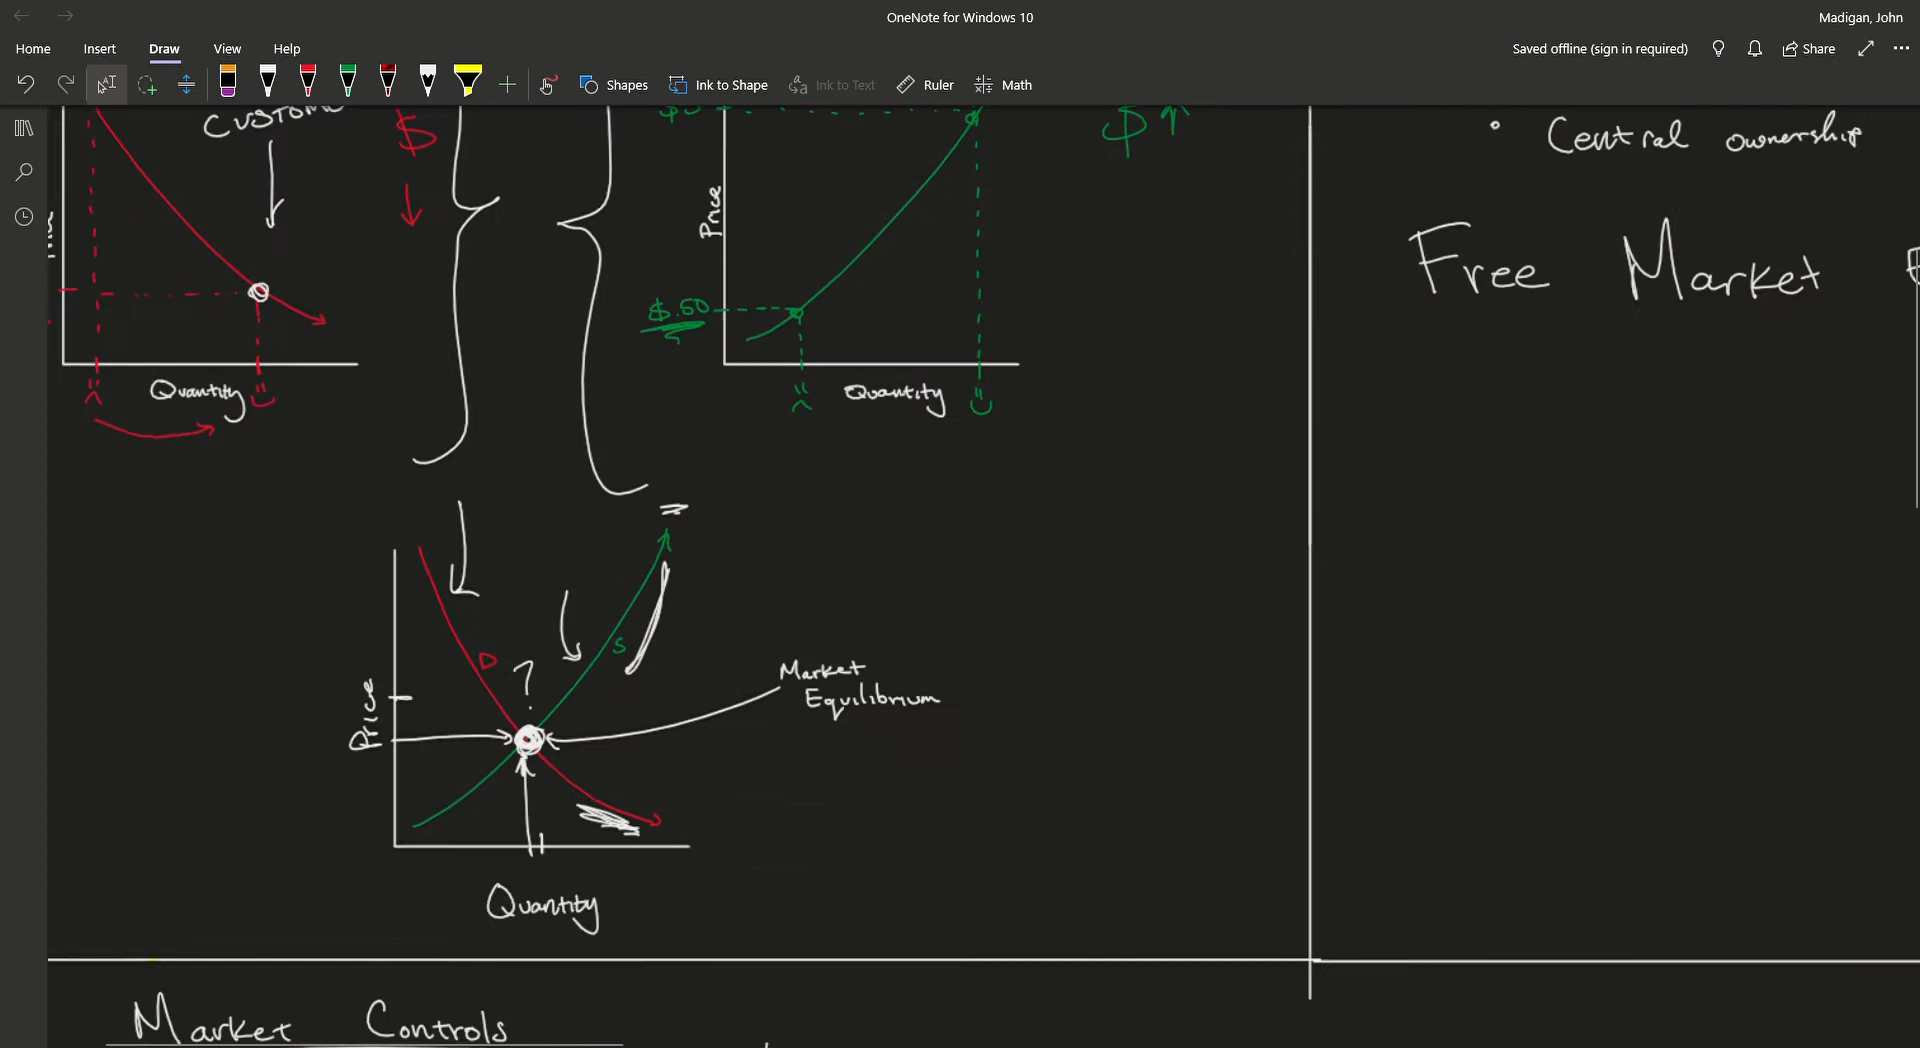 OneNote for Windows 10
Madigan, John
Home Insert Draw View Help
Saved offline (sign in required) Share
Shapes Ink to Shape Ink to Text Ruler Math
$
$
Central ownership
Price
Free Market
$.50
Quantity
Quantity
D
S
?
Market
Equilibrium
Price
Quantity
Market Controls